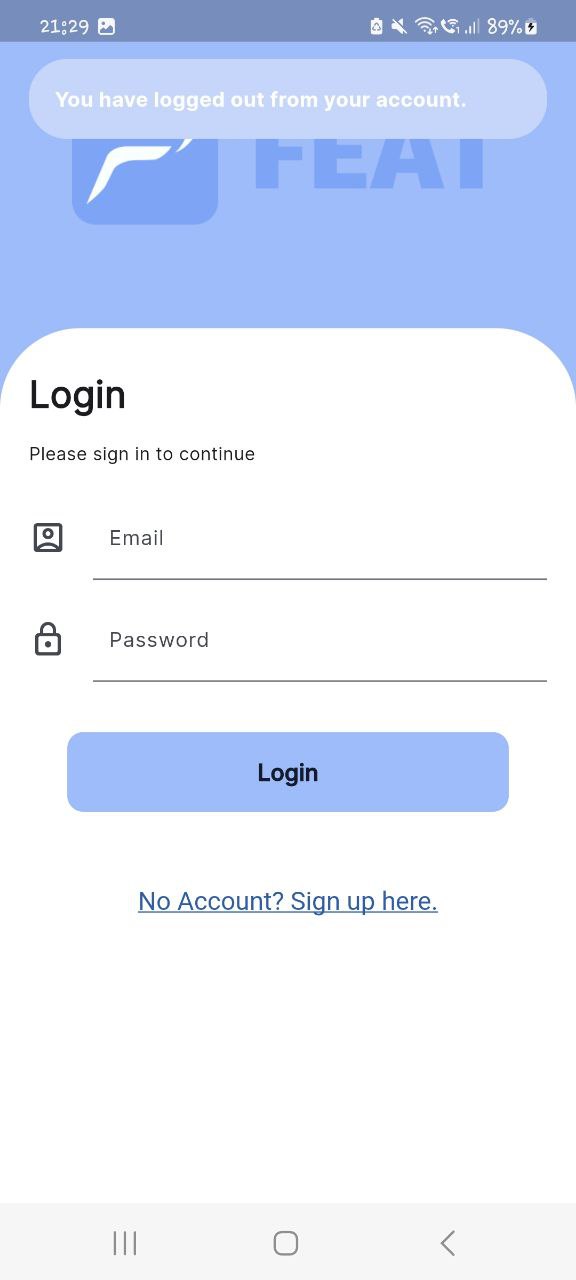 21:29 89%
You have logged out from your account.
FEAT
Login
Please sign in to continue
Email
Password
Login
No Account? Sign up here.